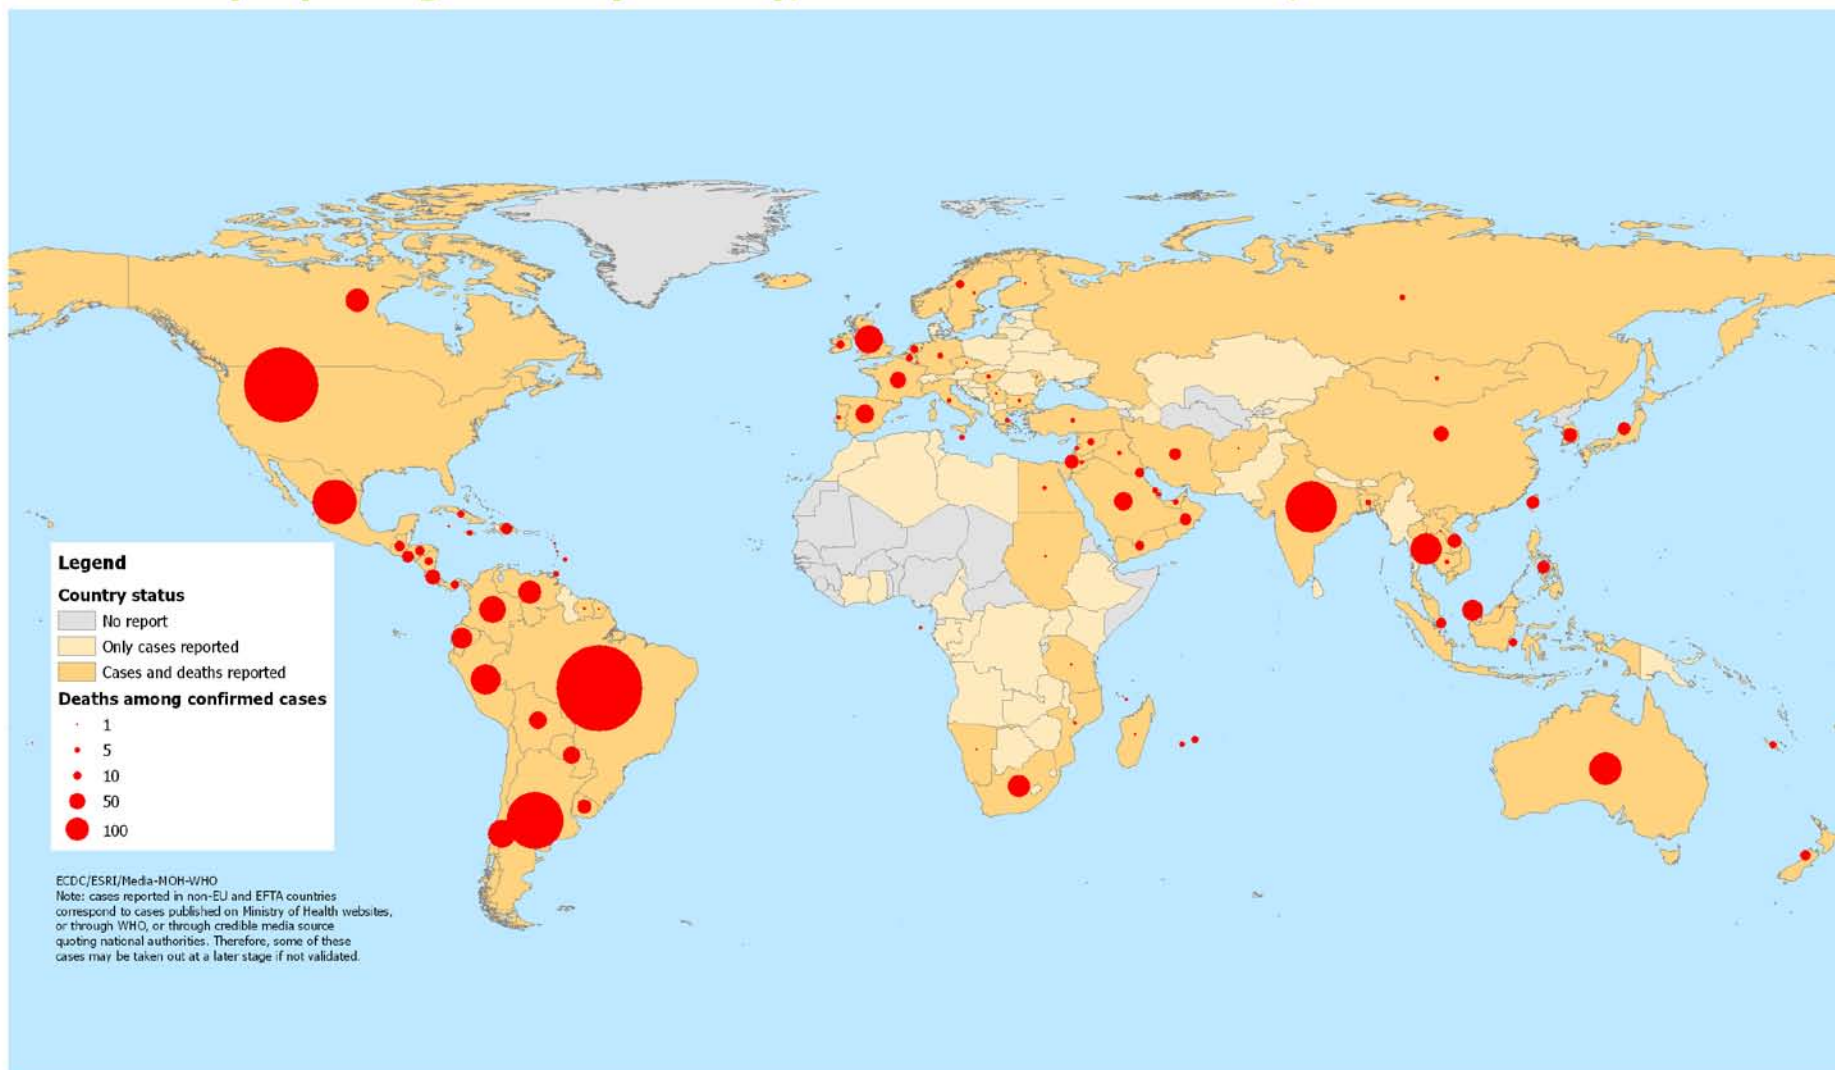 Legend
Country status
No report
Only cases reported
Cases and deaths reported
Deaths among confirmed cases
1
5
10
50
100
ECDC/ESRI/Media-MOH-WHO
Note: cases reported in non-EU and EFTA countries
correspond to cases published on Ministry of Health websites,
or through WHO, or through credible media source
quoting national authorities. Therefore, some of these
cases may be taken out at a later stage if not validated.